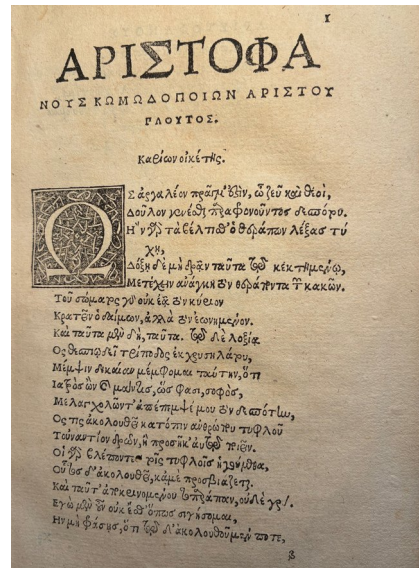 1
ΑΡΙΣΤΟΦΑ
ΝΟΥΣ ΚΩΜΩΔΟΠΟΙΩΝ ΑΡΙΣΤΟΥ
ΠΛΟΥΤΟΣ.
Καρίων οἰκέτης.
ΩΣ ἀργαλέον πρᾶγμ' ἐστὶν, ὦ ζεῦ καὶ θεοὶ,
Δοῦλον γενέσθαι παραφρονοῦντος δεσπότου.
Ἢν γὰρ τὰ βέλτισθ' ὁ θεράπων λέξας τύ
χῃ,
Δόξῃ δὲ μὴ δρᾶν ταῦτα τῷ κεκτημένῳ,
Μετέχειν ἀνάγκη τὸν θεράποντα τῶν κακῶν.
Τοῦ σώματος γὰρ οὐκ ἐᾷ τὸν κύριον
Κρατεῖν ὁ δαίμων, ἀλλὰ τὸν ἐωνημένον.
Καὶ ταῦτα μὲν δὴ, ταῦτα. τῷ δὲ λοξίᾳ
Ὃς θεσπιῳδεῖ τρίποδος ἐκ χρυσηλάτου,
Μέμψιν δικαίαν μέμφομαι ταύτην, ὅτι
Ἰατρὸς ὢν καὶ μάντις, ὥς φασι, σοφὸς,
Μελαγχολῶντ' ἀπέπεμψέ μου τὸν δεσπότην,
Ὅστις ἀκολουθεῖ κατόπιν ἀνθρώπου τυφλοῦ
Τοὐναντίον δρῶν, ἢ προσῆκ' αὐτῷ ποιεῖν.
Οἱ γὰρ βλέποντες τοῖς τυφλοῖς ἡγούμεθα,
Οὗτος δ' ἀκολουθεῖ, κἀμὲ προσβιάζεται
Καὶ ταῦτ' ἀποκρινομένου τὸ παράπαν, οὐδὲ γρῦ.
Ἐγὼ μὲν οὖν οὐκ ἔσθ' ὅπως σιγήσομαι,
Ἢν μὴ φράσῃς, ὅτι τῷδ' ἀκολουθοῦμέν ποτε,